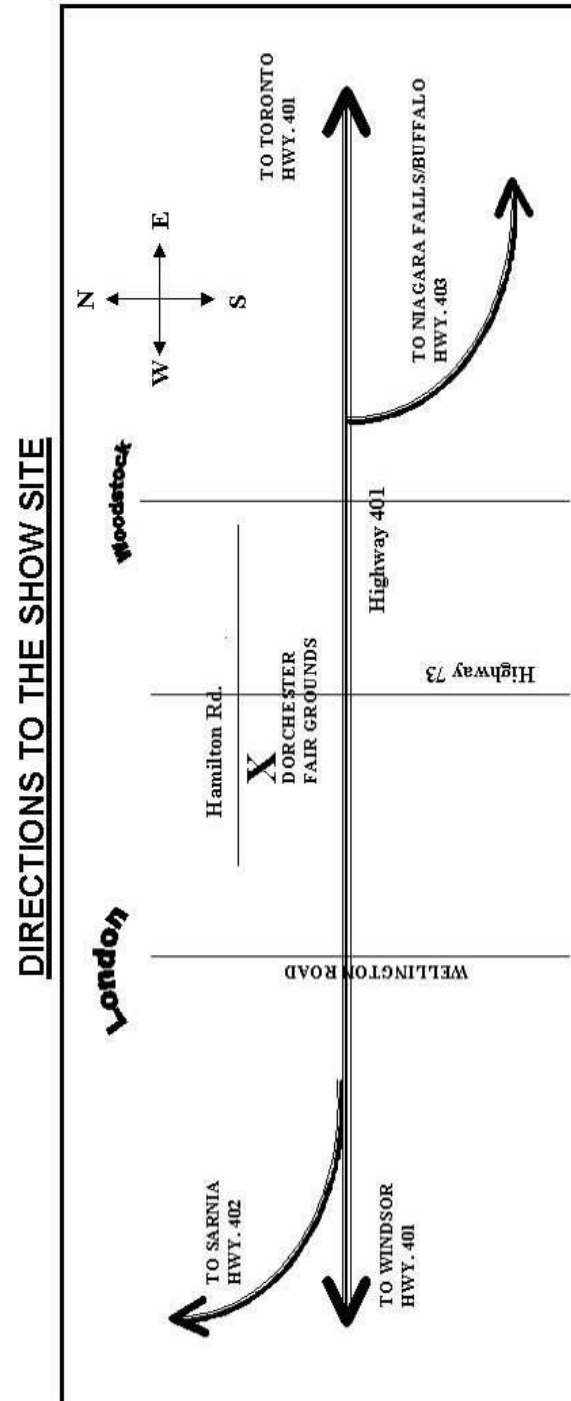 DIRECTIONS TO THE SHOW SITE
London
Woodstock
N
W
E
S
TO SARNIA
HWY. 402
Hamilton Rd.
X
DORCHESTER
FAIR GROUNDS
TO TORONTO
HWY. 401
WELLINGTON ROAD
Highway 73
Highway 401
TO WINDSOR
HWY. 401
TO NIAGARA FALLS/BUFFALO
HWY. 403